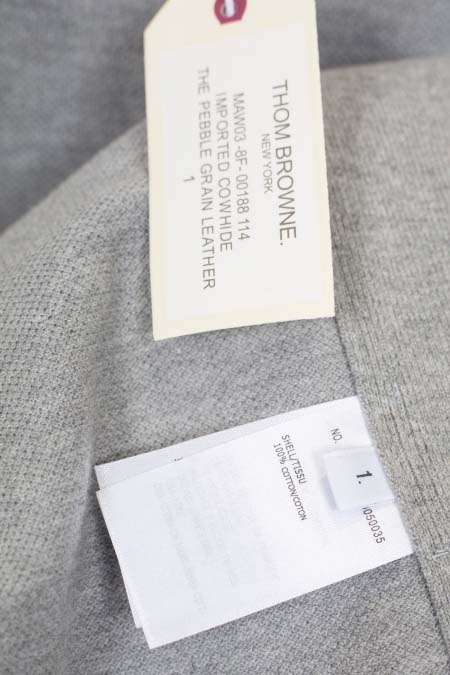 THOM BROWNE.
NEW YORK
MAW03 -8F- 00188 114
IMPORTED COWHIDE
THE PEBBLE GRAIN LEATHER
1
NO.
1.
050035
SHELL/TISSU
100% COTTON/COTON